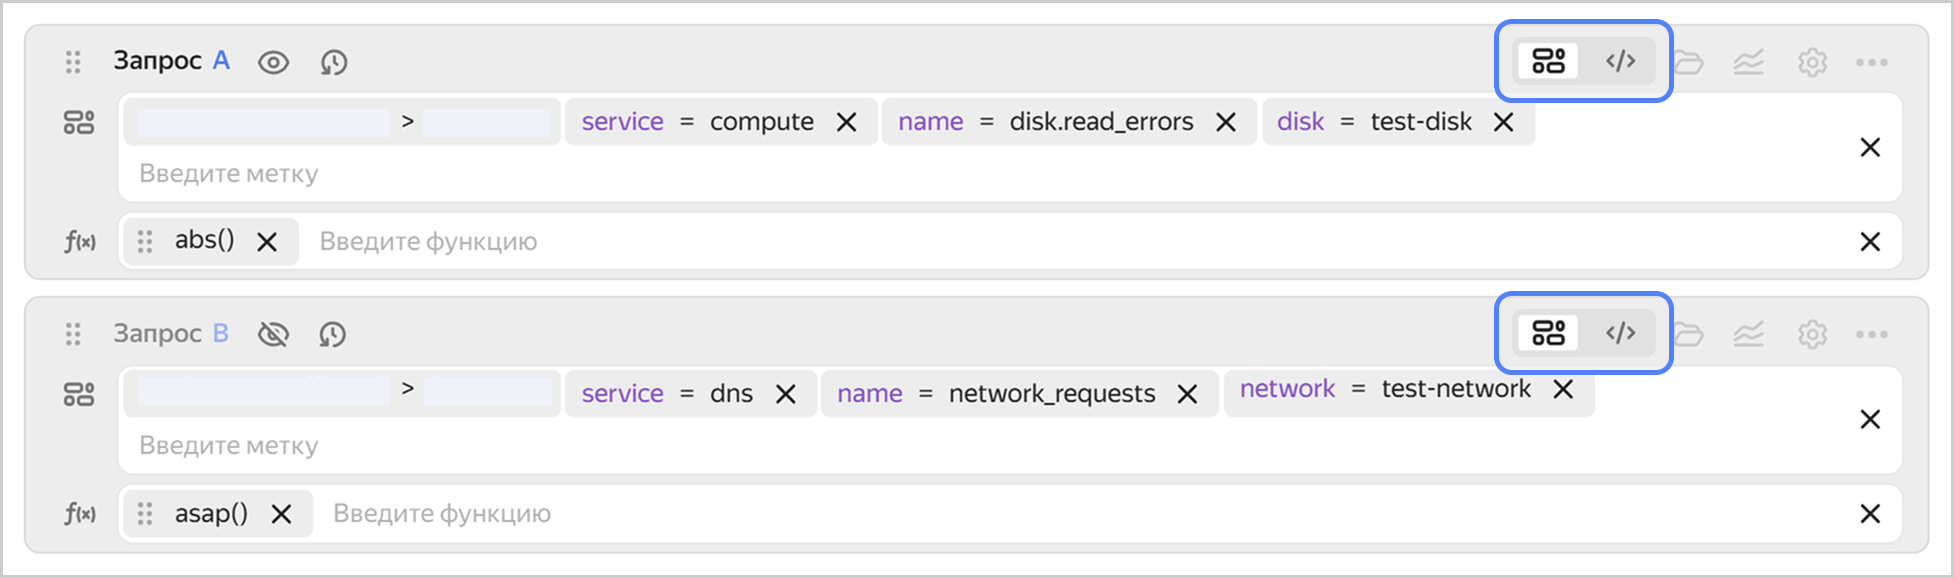 Запрос A </>
> service = compute name = disk.read_errors disk = test-disk
Введите метку
f(x) abs() Введите функцию
Запрос B </>
> service = dns name = network_requests network = test-network
Введите метку
f(x) asap() Введите функцию